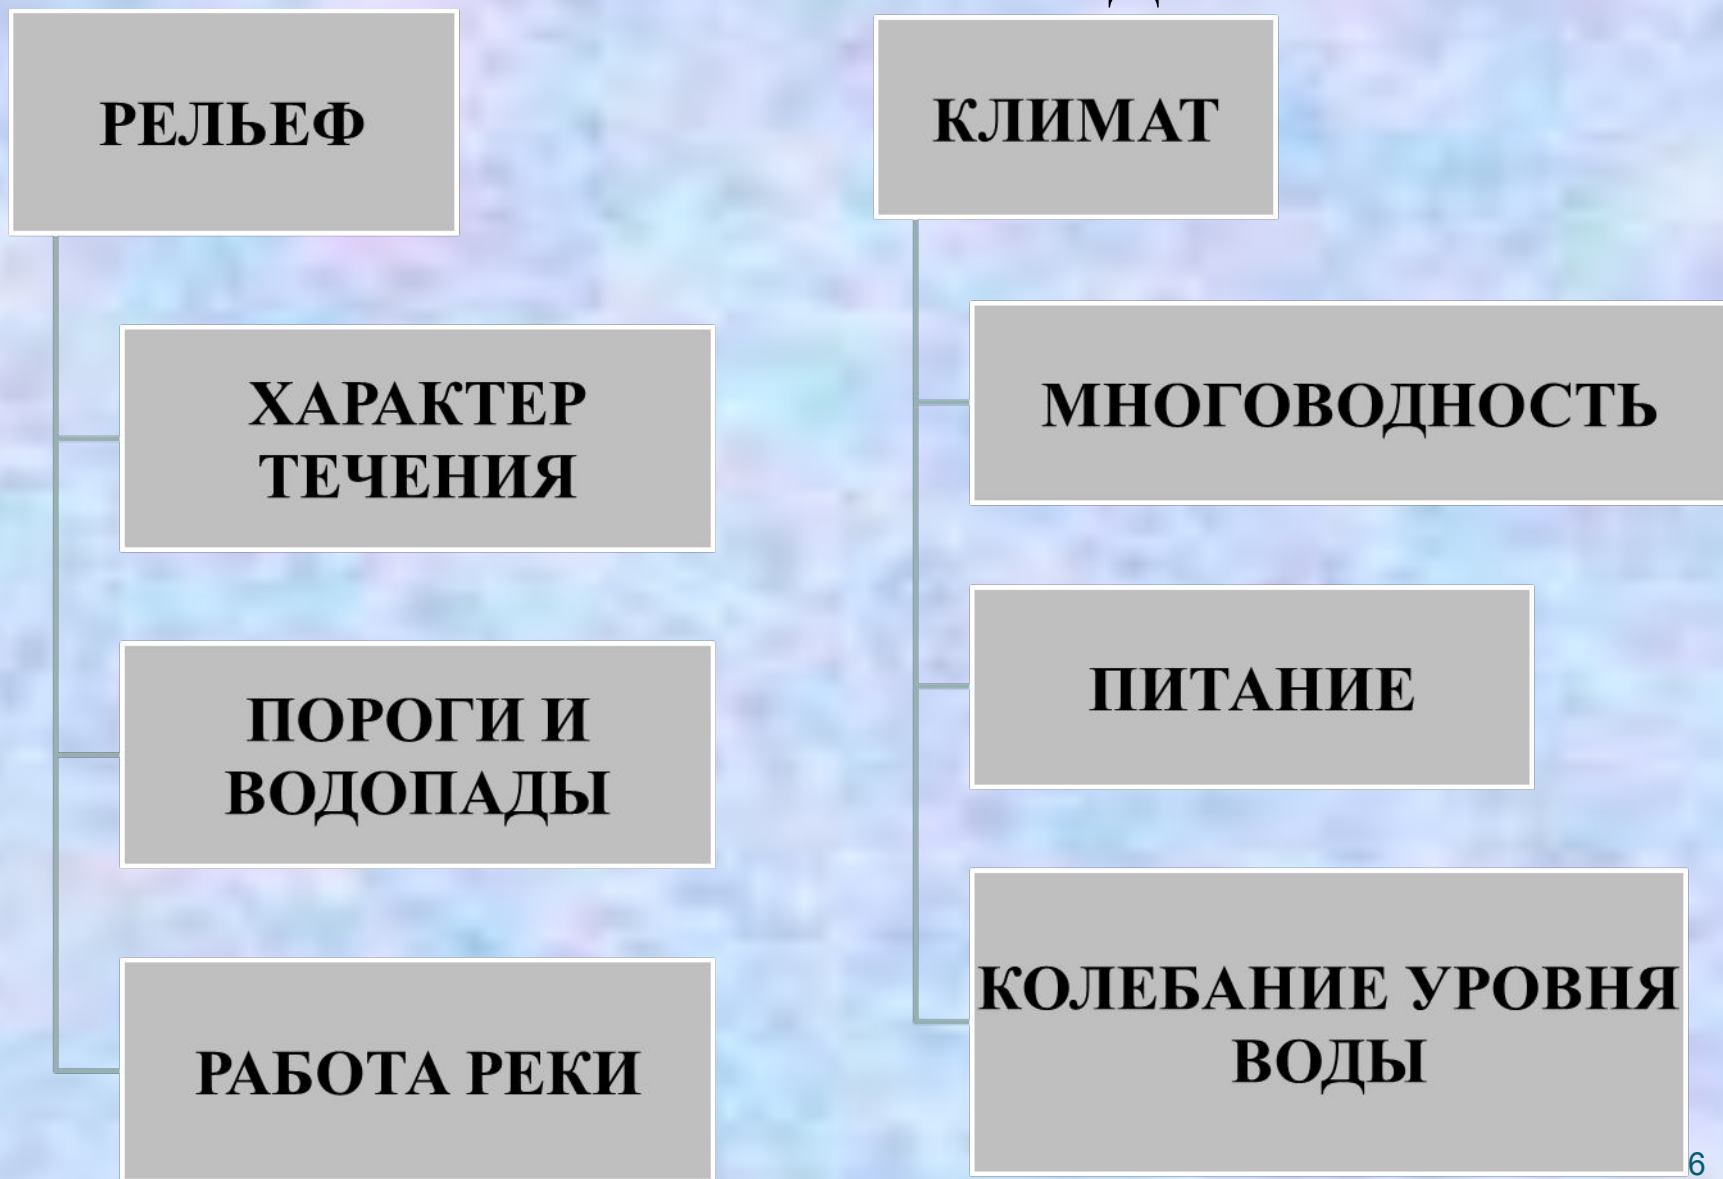 РЕЛЬЕФ
ХАРАКТЕР
ТЕЧЕНИЯ
ПОРОГИ И
ВОДОПАДЫ
РАБОТА РЕКИ
КЛИМАТ
МНОГОВОДНОСТЬ
ПИТАНИЕ
КОЛЕБАНИЕ УРОВНЯ
ВОДЫ
6